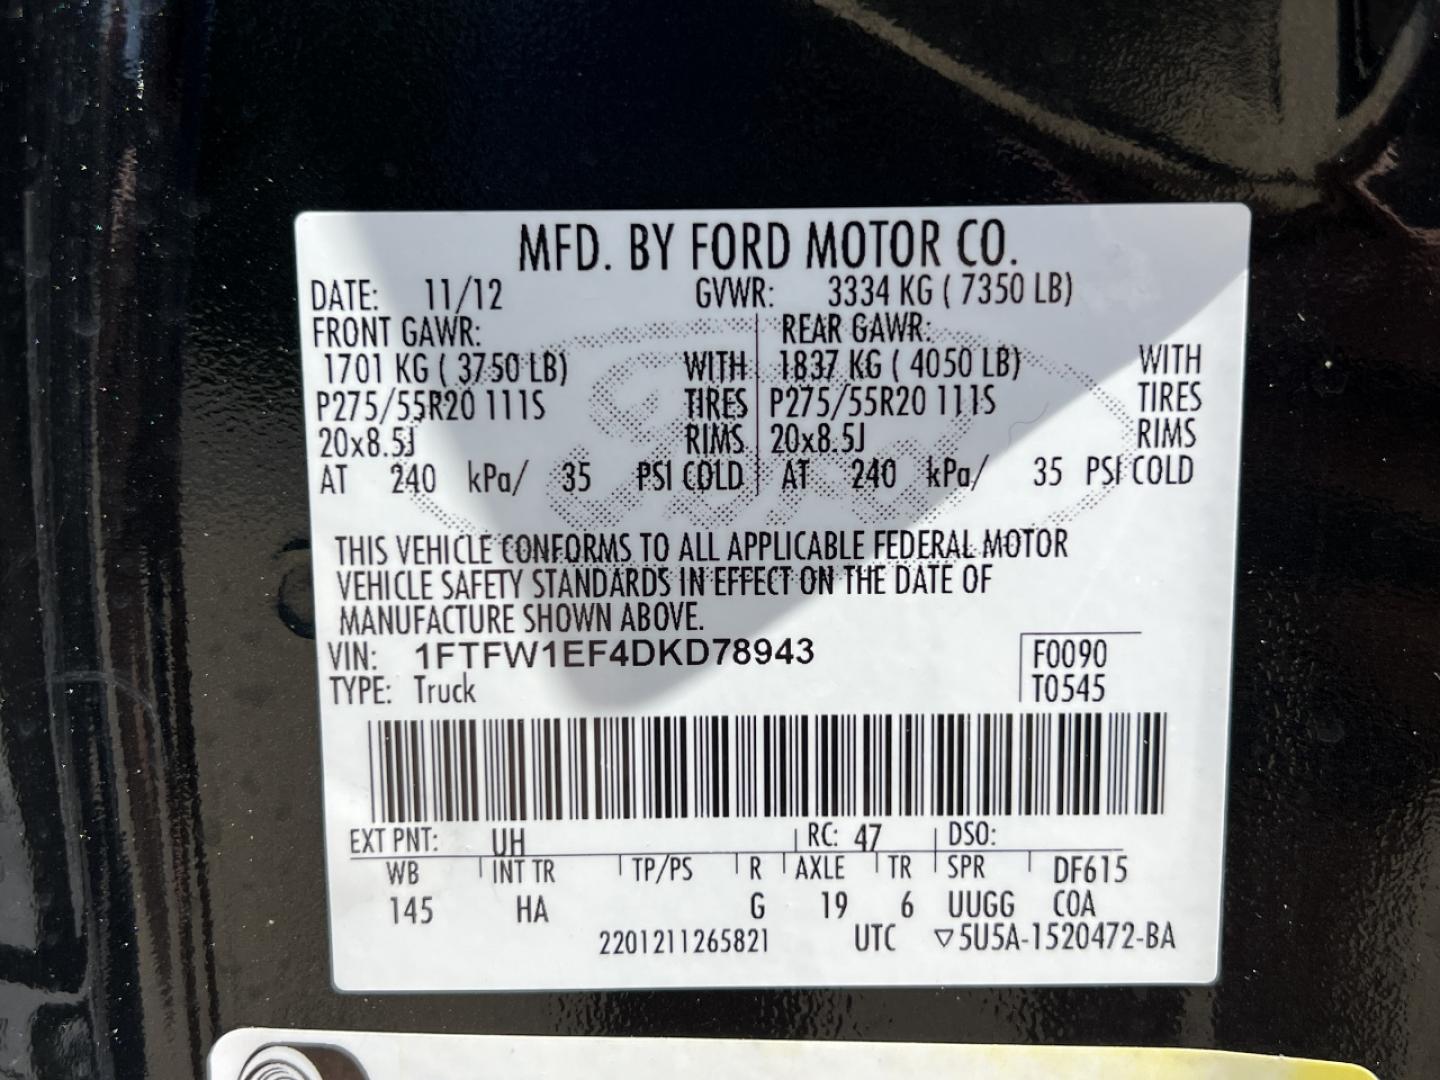 MFD. BY FORD MOTOR CO.
DATE: 11/12 GVWR: 3334 KG ( 7350 LB)
FRONT GAWR: REAR GAWR:
1701 KG ( 3750 LB) WITH 1837 KG ( 4050 LB) WITH
P275/55R20 111S TIRES P275/55R20 111S TIRES
20x8.5J RIMS 20x8.5J RIMS
AT 240 kPa/ 35 PSI COLD AT 240 kPa/ 35 PSI COLD
THIS VEHICLE CONFORMS TO ALL APPLICABLE FEDERAL MOTOR
VEHICLE SAFETY STANDARDS IN EFFECT ON THE DATE OF
MANUFACTURE SHOWN ABOVE.
VIN: 1FTFW1EF4DKD78943 F0090
TYPE: Truck T0545
EXT PNT: UH RC: 47 DSO:
WB INT TR TP/PS R AXLE TR SPR DF615
145 HA G 19 6 UUGG COA
2201211265821 UTC ▽5U5A-1520472-BA
Ford